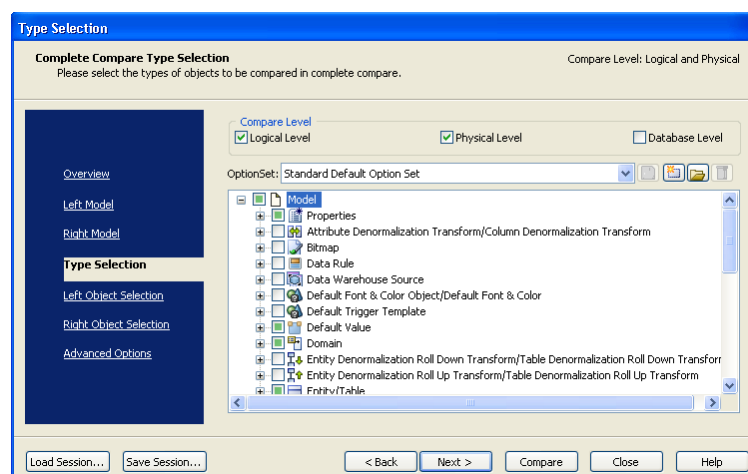 Type Selection
Complete Compare Type Selection
Compare Level: Logical and Physical
Please select the types of objects to be compared in complete compare.
Compare Level
Logical Level
Physical Level
Database Level
Overview
OptionSet: Standard Default Option Set
Left Model
Right Model
Type Selection
Left Object Selection
Right Object Selection
Advanced Options
Model
Properties
Attribute Denormalization Transform/Column Denormalization Transform
Bitmap
Data Rule
Data Warehouse Source
Default Font & Color Object/Default Font & Color
Default Trigger Template
Default Value
Domain
Entity Denormalization Roll Down Transform/Table Denormalization Roll Down Transfor
Entity Denormalization Roll Up Transform/Table Denormalization Roll Up Transform
Entity/Table
Load Session... Save Session... < Back Next > Compare Close Help